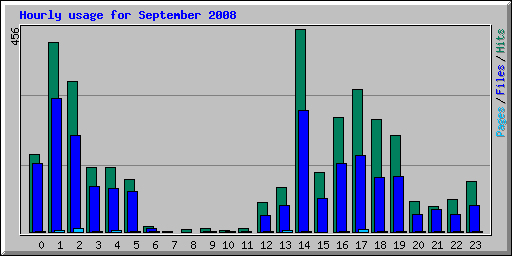 Hourly usage for September 2008
456
Pages / Files / Hits
0 1 2 3 4 5 6 7 8 9 10 11 12 13 14 15 16 17 18 19 20 21 22 23